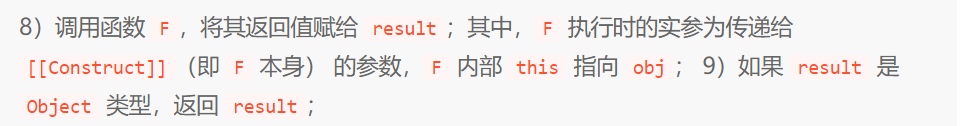 8）调用函数 F ，将其返回值赋给 result ；其中， F 执行时的实参为传递给
[[Construct]] （即 F 本身） 的参数， F 内部 this 指向 obj ； 9）如果 result 是
Object 类型，返回 result ；